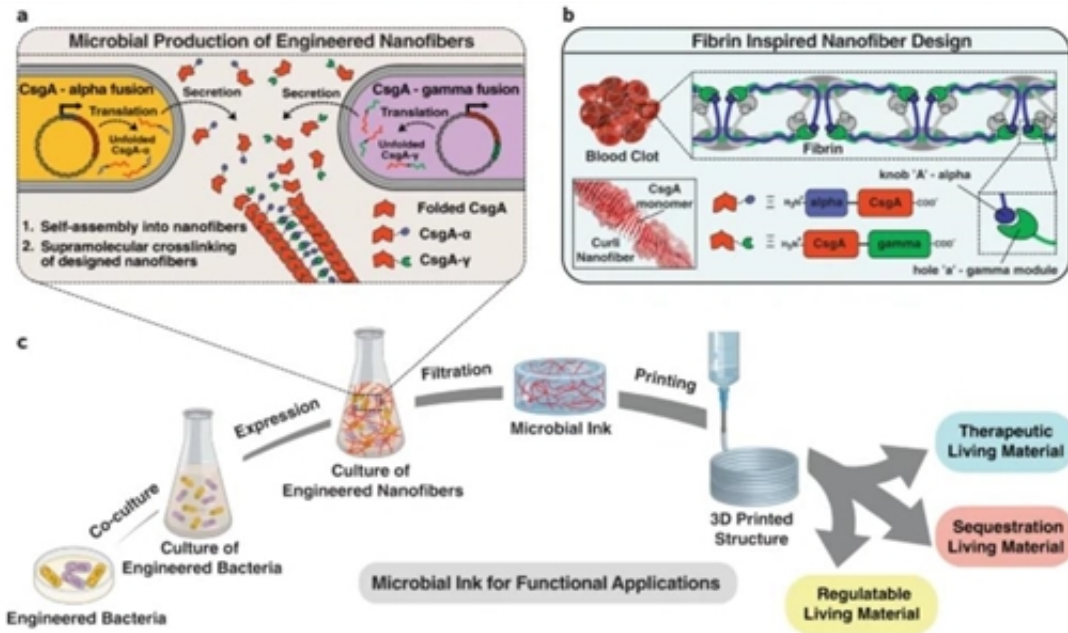 a
Microbial Production of Engineered Nanofibers
CsgA - alpha fusion
Translation
Unfolded
CsgA-α
Secretion
Secretion
CsgA - gamma fusion
Translation
Unfolded
CsgA-γ
1. Self-assembly into nanofibers
2. Supramolecular crosslinking
of designed nanofibers
Folded CsgA
CsgA-α
CsgA-γ
b
Fibrin Inspired Nanofiber Design
Blood Clot
Fibrin
knob 'A' - alpha
CsgA
monomer
Curli
Nanofiber
H₃N⁺ alpha CsgA COO⁻
H₃N⁺ CsgA gamma COO⁻
hole 'a' - gamma module
c
Engineered Bacteria
Co-culture
Culture of
Engineered Bacteria
Expression
Culture of
Engineered Nanofibers
Filtration
Microbial Ink
Printing
3D Printed
Structure
Therapeutic
Living Material
Sequestration
Living Material
Regulatable
Living Material
Microbial Ink for Functional Applications